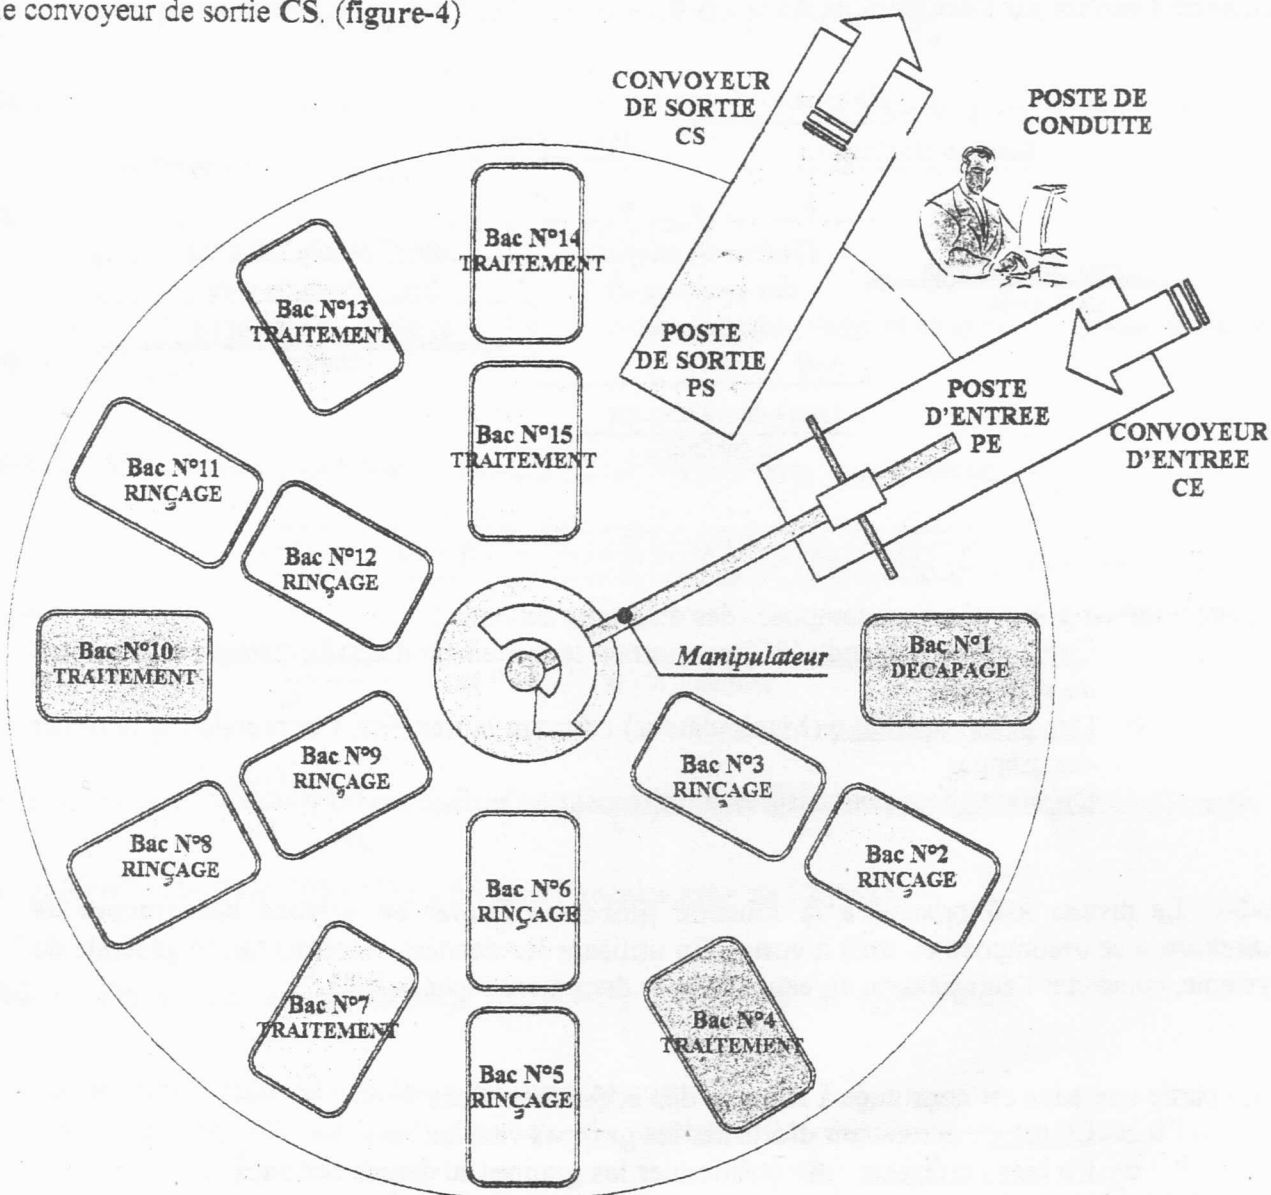 e convoyeur de sortie CS. (figure-4)
CONVOYEUR
DE SORTIE
CS
POSTE DE
CONDUITE
Bac N°14
TRAITEMENT
Bac N°13
TRAITEMENT
POSTE
DE SORTIE
PS
POSTE
D'ENTREE
PE
CONVOYEUR
D'ENTREE
CE
Bac N°15
TRAITEMENT
Bac N°11
RINÇAGE
Bac N°12
RINÇAGE
Bac N°10
TRAITEMENT
Manipulateur
Bac N°1
DECAPAGE
Bac N°9
RINÇAGE
Bac N°3
RINÇAGE
Bac N°8
RINÇAGE
Bac N°2
RINÇAGE
Bac N°6
RINÇAGE
Bac N°7
TRAITEMENT
Bac N°4
TRAITEMENT
Bac N°5
RINÇAGE